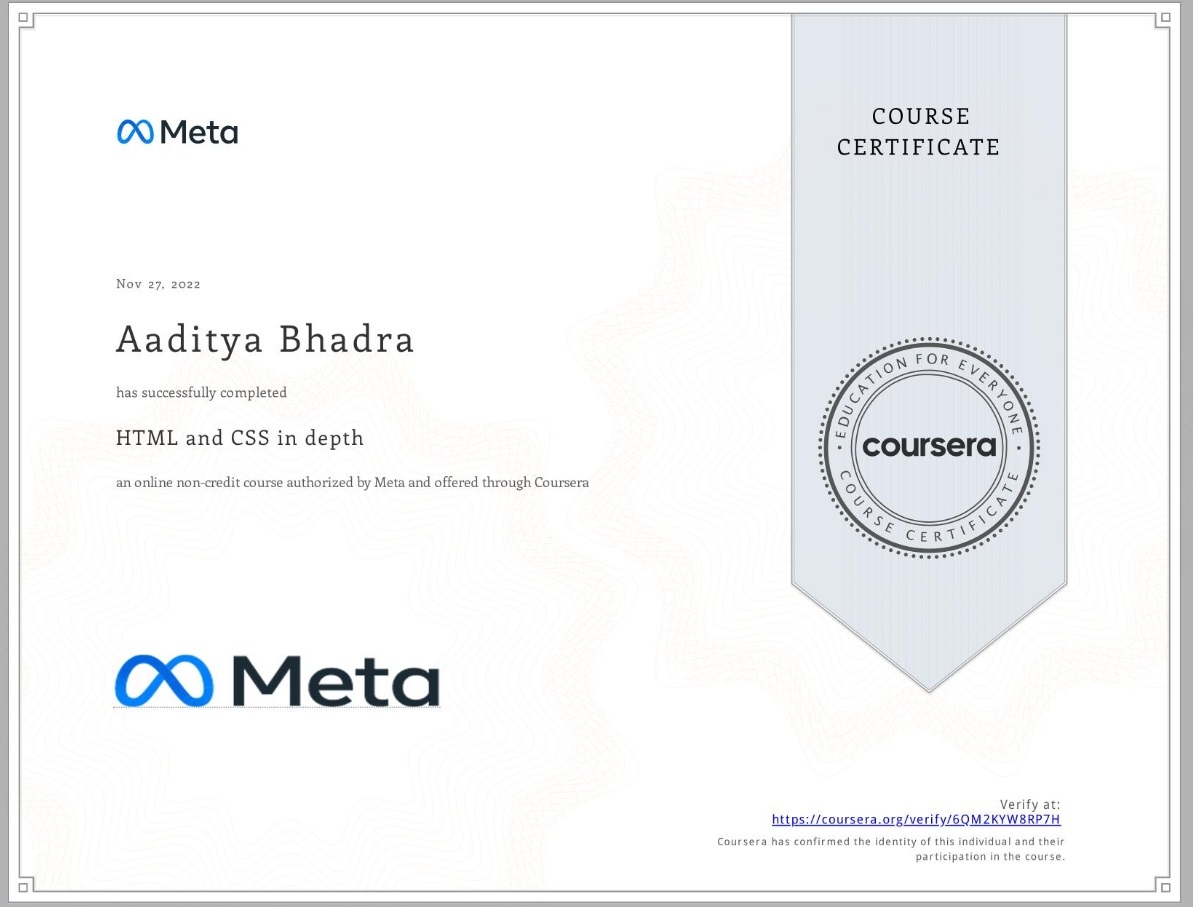 Meta
COURSE
CERTIFICATE
Nov 27, 2022
Aaditya Bhadra
has successfully completed
HTML and CSS in depth
an online non-credit course authorized by Meta and offered through Coursera
EDUCATION FOR EVERYONE
coursera
COURSE CERTIFICATE
Meta
Verify at:
https://coursera.org/verify/6QM2KYW8RP7H
Coursera has confirmed the identity of this individual and their
participation in the course.